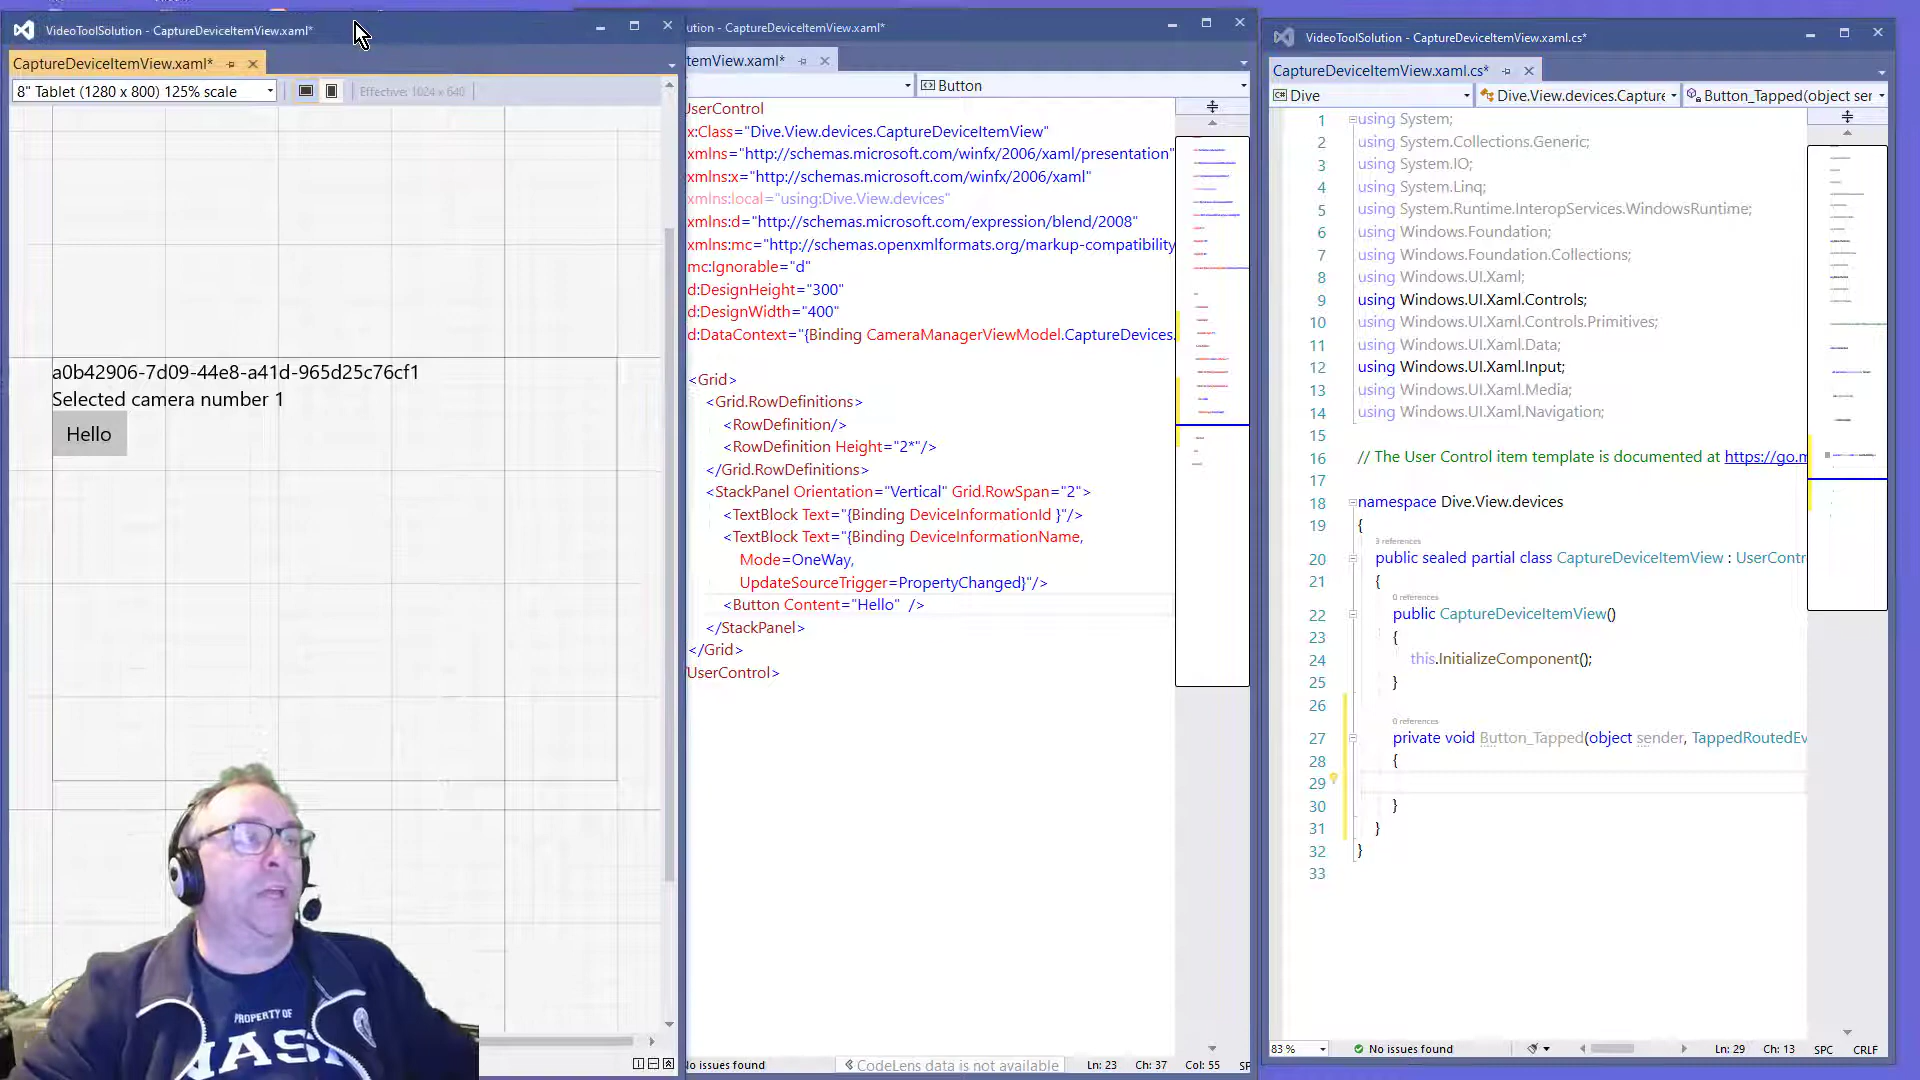 VideoToolSolution - CaptureDeviceItemView.xaml*
CaptureDeviceItemView.xaml*
8" Tablet (1280 x 800) 125% scale
Effective: 1024 x 640
a0b42906-7d09-44e8-a41d-965d25c76cf1
Selected camera number 1
Hello
PROPERTY OF
NASA
ution - CaptureDeviceItemView.xaml*
temView.xaml*
Button
UserControl
x:Class="Dive.View.devices.CaptureDeviceItemView"
xmlns="http://schemas.microsoft.com/winfx/2006/xaml/presentation"
xmlns:x="http://schemas.microsoft.com/winfx/2006/xaml"
xmlns:local="using:Dive.View.devices"
xmlns:d="http://schemas.microsoft.com/expression/blend/2008"
xmlns:mc="http://schemas.openxmlformats.org/markup-compatibility
mc:Ignorable="d"
d:DesignHeight="300"
d:DesignWidth="400"
d:DataContext="{Binding CameraManagerViewModel.CaptureDevices.
<Grid>
<Grid.RowDefinitions>
<RowDefinition/>
<RowDefinition Height="2*"/>
</Grid.RowDefinitions>
<StackPanel Orientation="Vertical" Grid.RowSpan="2">
<TextBlock Text="{Binding DeviceInformationId }"/>
<TextBlock Text="{Binding DeviceInformationName,
Mode=OneWay,
UpdateSourceTrigger=PropertyChanged}"/>
<Button Content="Hello" />
</StackPanel>
</Grid>
UserControl>
No issues found
CodeLens data is not available
Ln: 23 Ch: 37 Col: 55 SP
VideoToolSolution - CaptureDeviceItemView.xaml.cs*
CaptureDeviceItemView.xaml.cs*
Dive
Dive.View.devices.Capture
Button_Tapped(object ser
1 using System;
2 using System.Collections.Generic;
3 using System.IO;
4 using System.Linq;
5 using System.Runtime.InteropServices.WindowsRuntime;
6 using Windows.Foundation;
7 using Windows.Foundation.Collections;
8 using Windows.UI.Xaml;
9 using Windows.UI.Xaml.Controls;
10 using Windows.UI.Xaml.Controls.Primitives;
11 using Windows.UI.Xaml.Data;
12 using Windows.UI.Xaml.Input;
13 using Windows.UI.Xaml.Media;
14 using Windows.UI.Xaml.Navigation;
15
16 // The User Control item template is documented at https://go.m
17
18 namespace Dive.View.devices
19 {
3 references
20 public sealed partial class CaptureDeviceItemView : UserContr
21 {
0 references
22 public CaptureDeviceItemView()
23 {
24 this.InitializeComponent();
25 }
26
0 references
27 private void Button_Tapped(object sender, TappedRoutedEv
28 {
29
30 }
31 }
32 }
33
83 %
No issues found
Ln: 29 Ch: 13 SPC CRLF